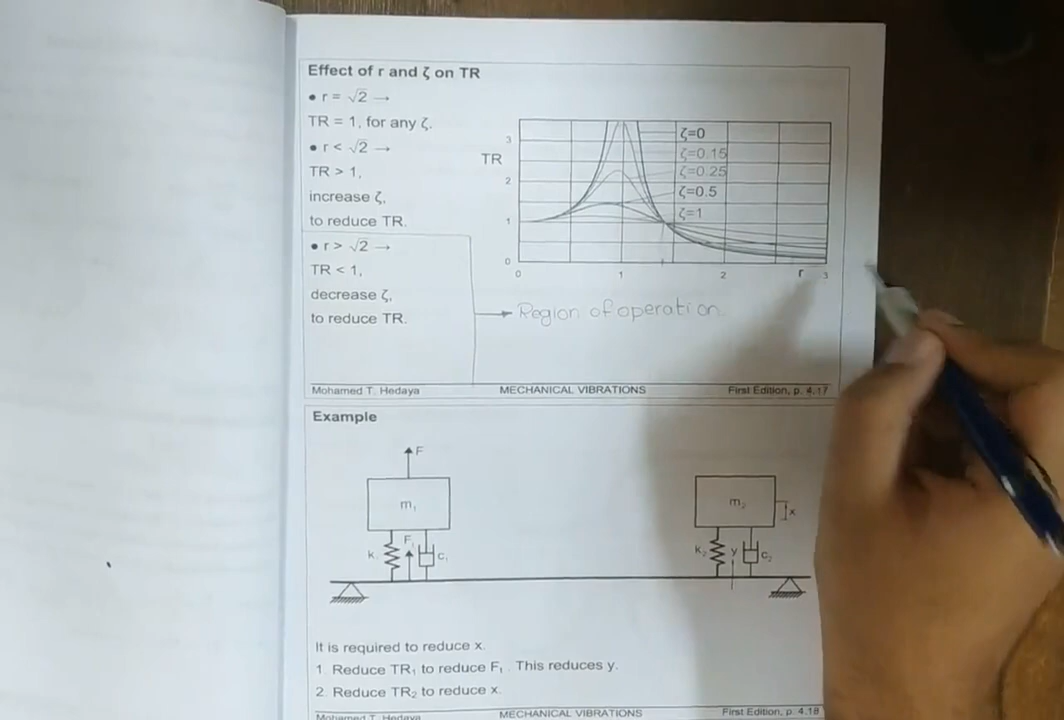 Effect of r and ζ on TR
• r = √2 →
TR = 1, for any ζ.
• r < √2 →
TR > 1,
increase ζ,
to reduce TR.
• r > √2 →
TR < 1,
decrease ζ,
to reduce TR.
TR
3
2
1
0
0
1
2
r
3
ζ=0
ζ=0.15
ζ=0.25
ζ=0.5
ζ=1
Region of operation
Mohamed T. Hedaya MECHANICAL VIBRATIONS First Edition, p. 4.17
Example
F
m₁
k
F
c₁
m₂
x
k₂
y
c₂
It is required to reduce x.
1. Reduce TR₁ to reduce F₁. This reduces y.
2. Reduce TR₂ to reduce x.
Mohamed T. Hedaya MECHANICAL VIBRATIONS First Edition, p. 4.18